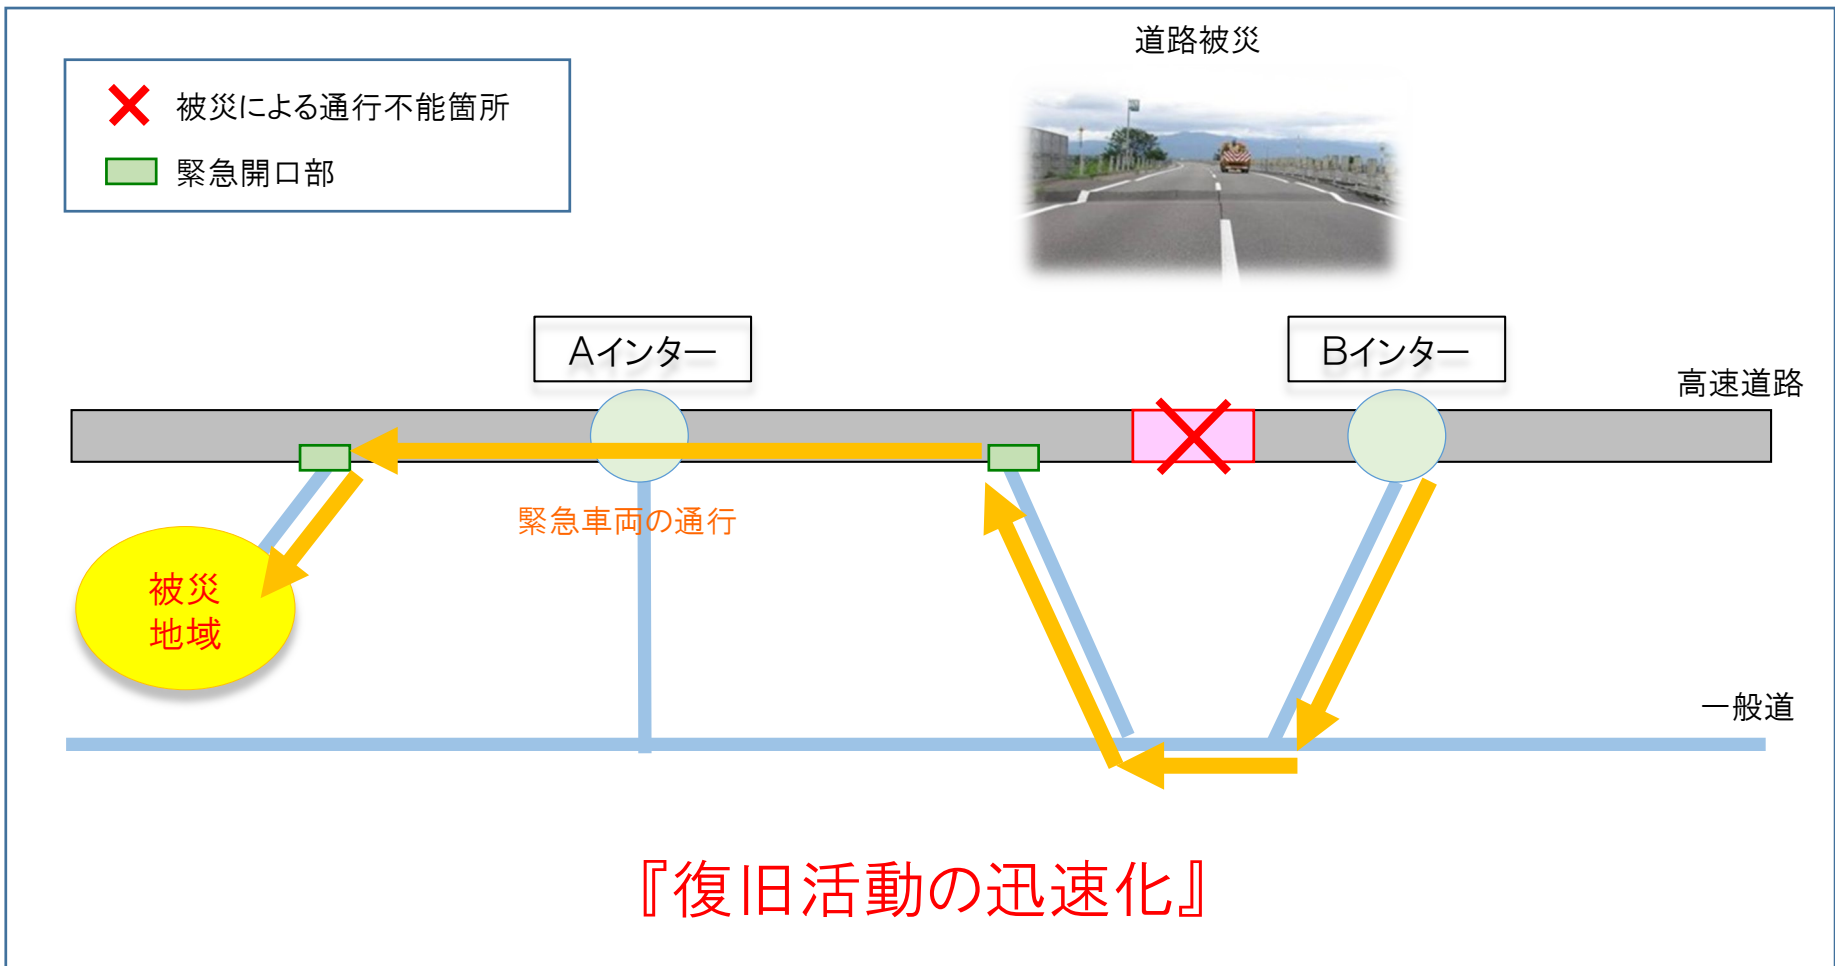 道路被災
被災による通行不能箇所
緊急開口部
Aインター
Bインター
高速道路
緊急車両の通行
被災
地域
一般道
『復旧活動の迅速化』